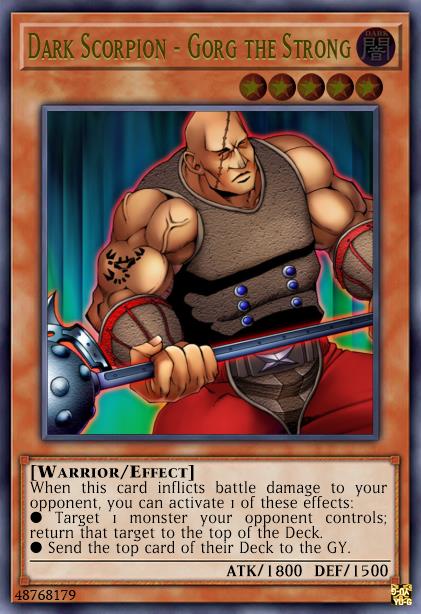 Dark Scorpion - Gorg the Strong
DARK
闇
[Warrior/Effect]
When this card inflicts battle damage to your
opponent, you can activate 1 of these effects:
● Target 1 monster your opponent controls;
return that target to the top of the Deck.
● Send the top card of their Deck to the GY.
ATK/1800 DEF/1500
48768179